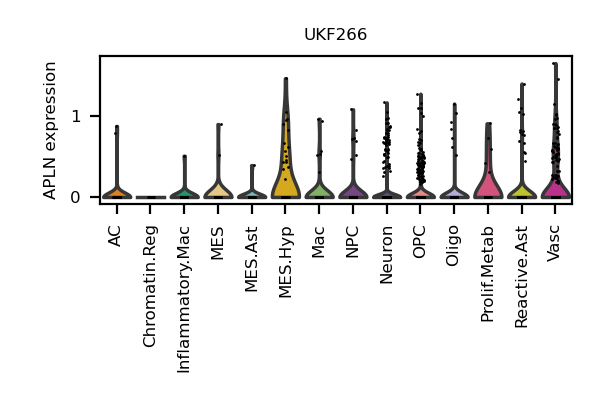 UKF266
APLN expression
1
0
AC
Chromatin.Reg
Inflammatory.Mac
MES
MES.Ast
MES.Hyp
Mac
NPC
Neuron
OPC
Oligo
Prolif.Metab
Reactive.Ast
Vasc